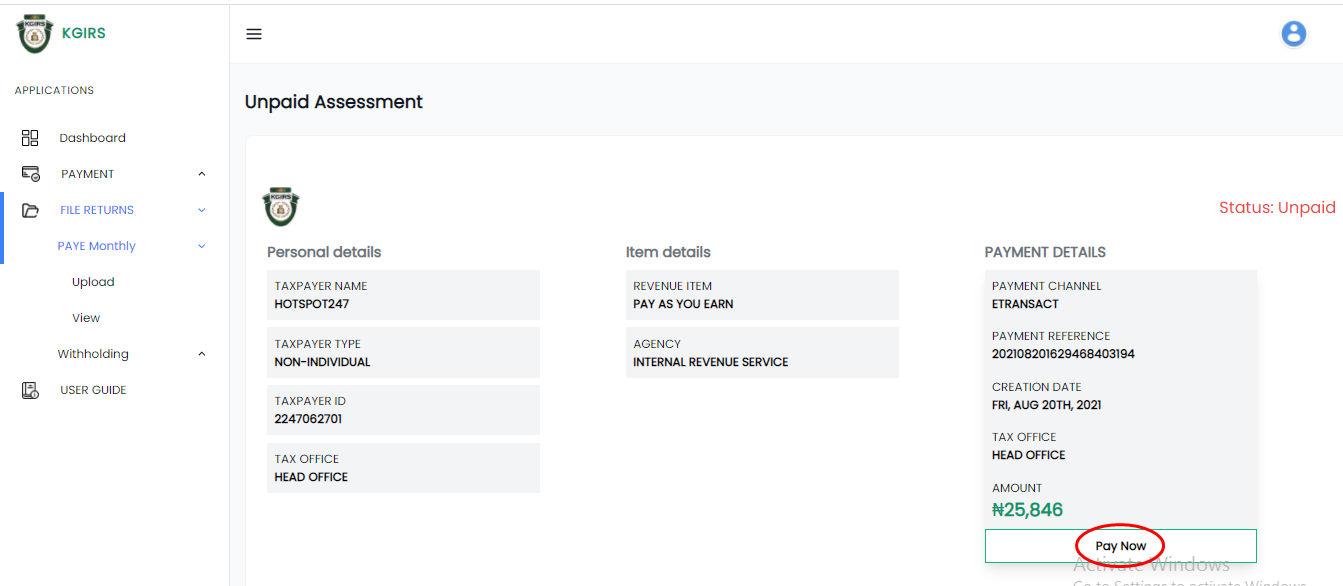 KGIRS
APPLICATIONS
Dashboard
PAYMENT
FILE RETURNS
PAYE Monthly
Upload
View
Withholding
USER GUIDE
Unpaid Assessment
KGIRS
Status: Unpaid
Personal details
TAXPAYER NAME
HOTSPOT247
TAXPAYER TYPE
NON-INDIVIDUAL
TAXPAYER ID
2247062701
TAX OFFICE
HEAD OFFICE
Item details
REVENUE ITEM
PAY AS YOU EARN
AGENCY
INTERNAL REVENUE SERVICE
PAYMENT DETAILS
PAYMENT CHANNEL
ETRANSACT
PAYMENT REFERENCE
202108201629468403194
CREATION DATE
FRI, AUG 20TH, 2021
TAX OFFICE
HEAD OFFICE
AMOUNT
₦25,846
Pay Now
Activate Windows
Go to Settings to activate Windows.